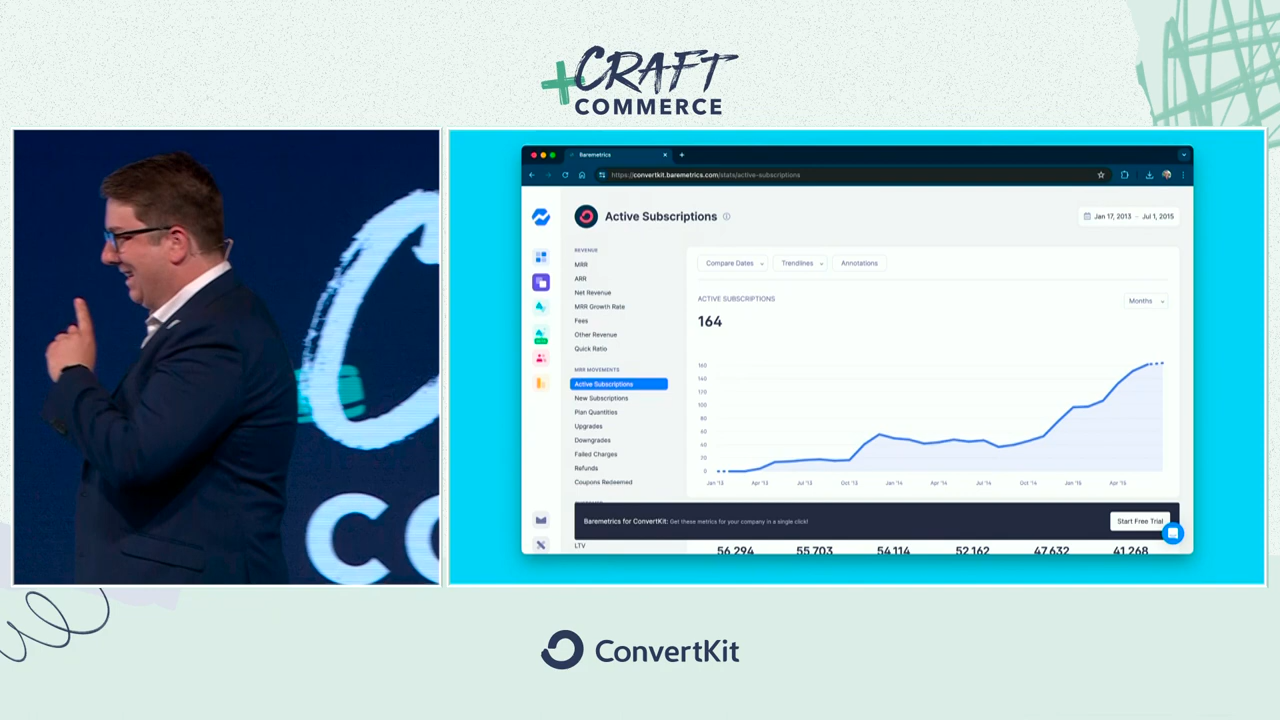 +CRAFT
COMMERCE
Baremetrics
https://convertkit.baremetrics.com/stats/active-subscriptions
Active Subscriptions
Jan 17, 2013 - Jul 1, 2015
REVENUE
MRR
ARR
Net Revenue
MRR Growth Rate
Fees
Other Revenue
Quick Ratio
MRR MOVEMENTS
Active Subscriptions
New Subscriptions
Plan Quantities
Upgrades
Downgrades
Failed Charges
Refunds
Coupons Redeemed
LTV
Compare Dates
Trendlines
Annotations
ACTIVE SUBSCRIPTIONS
Months
164
160
140
120
100
80
60
40
20
0
Jan '13 Apr '13 Jul '13 Oct '13 Jan '14 Apr '14 Jul '14 Oct '14 Jan '15 Apr '15
Baremetrics for ConvertKit: Get these metrics for your company in a single click!
Start Free Trial
56,294 55,703 54,114 52,162 47,632 41,268
C
CO
ConvertKit